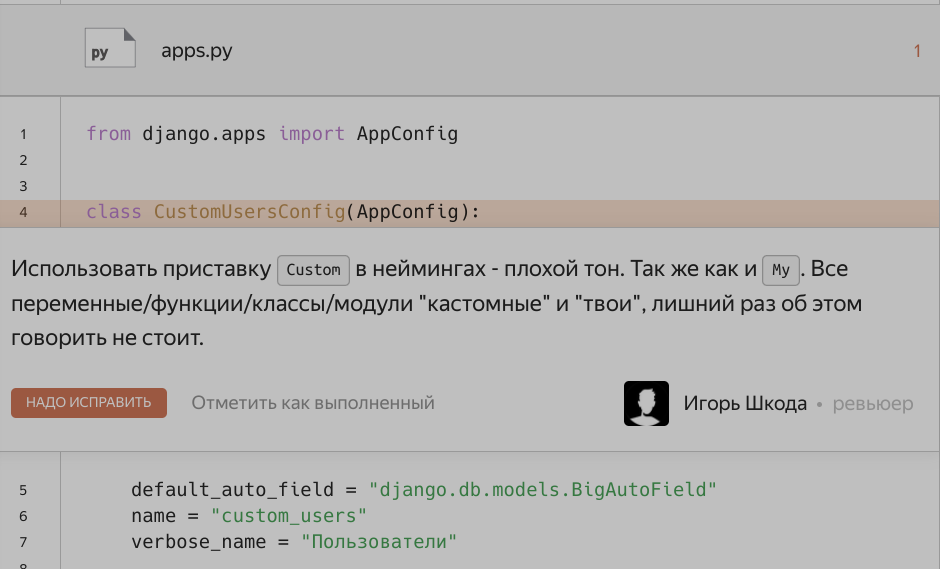 py apps.py 1
1 from django.apps import AppConfig
2
3
4 class CustomUsersConfig(AppConfig):
Использовать приставку Custom в неймингах - плохой тон. Так же как и My. Все
переменные/функции/классы/модули "кастомные" и "твои", лишний раз об этом
говорить не стоит.
НАДО ИСПРАВИТЬ Отметить как выполненный Игорь Шкода • ревьюер
5 default_auto_field = "django.db.models.BigAutoField"
6 name = "custom_users"
7 verbose_name = "Пользователи"
8